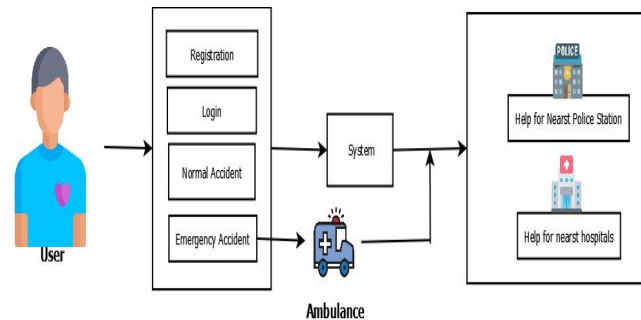 Registration
Login
Normal Accident
Emergency Accident
User
System
Ambulance
POLICE
Help for Nearst Police Station
Help for nearst hospitals